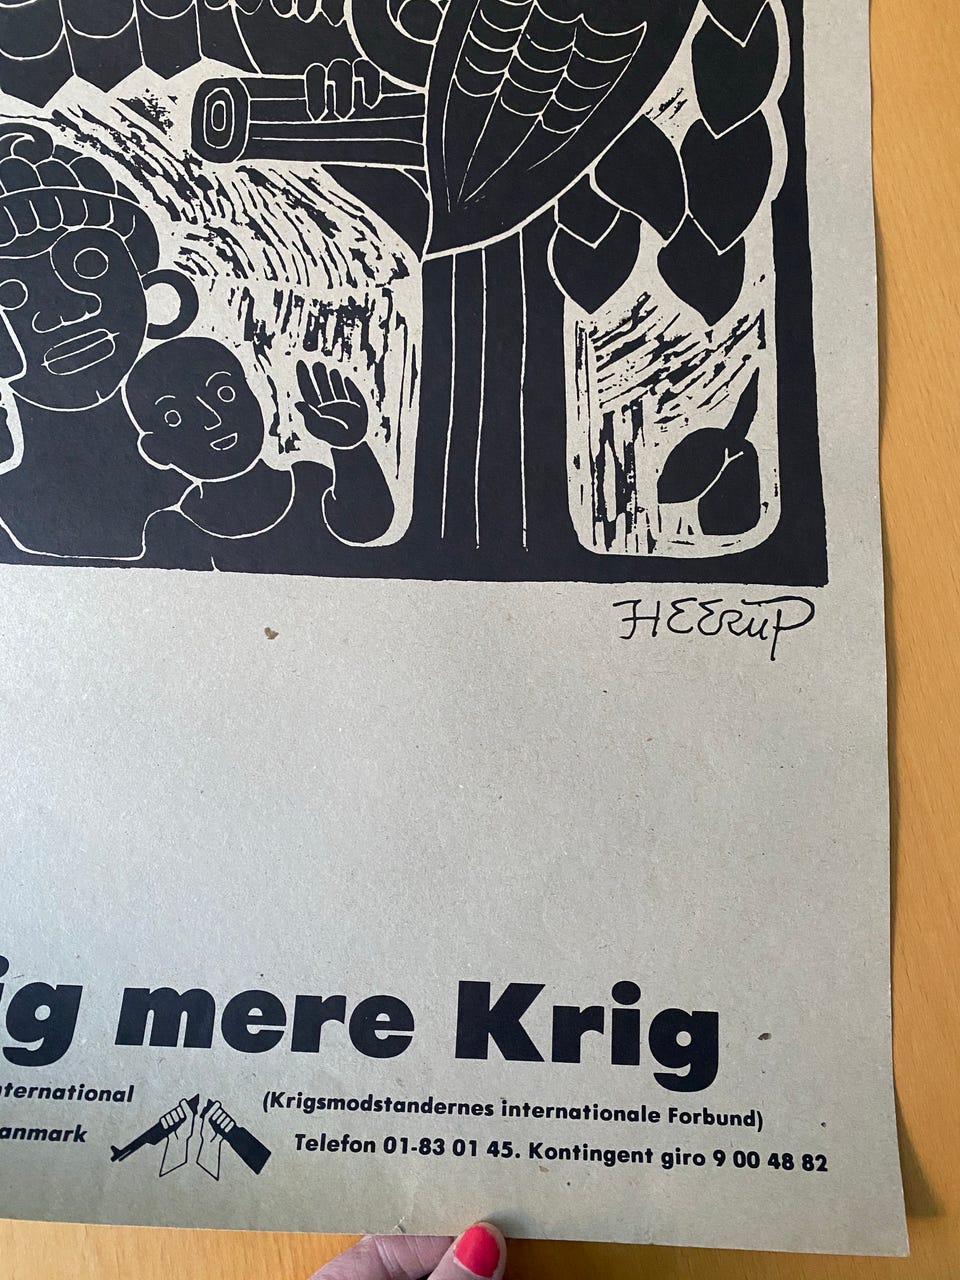 HEERUP
ig mere Krig
nternational
(Krigsmodstandernes internationale Forbund)
anmark
Telefon 01-83 01 45. Kontingent giro 9 00 48 82